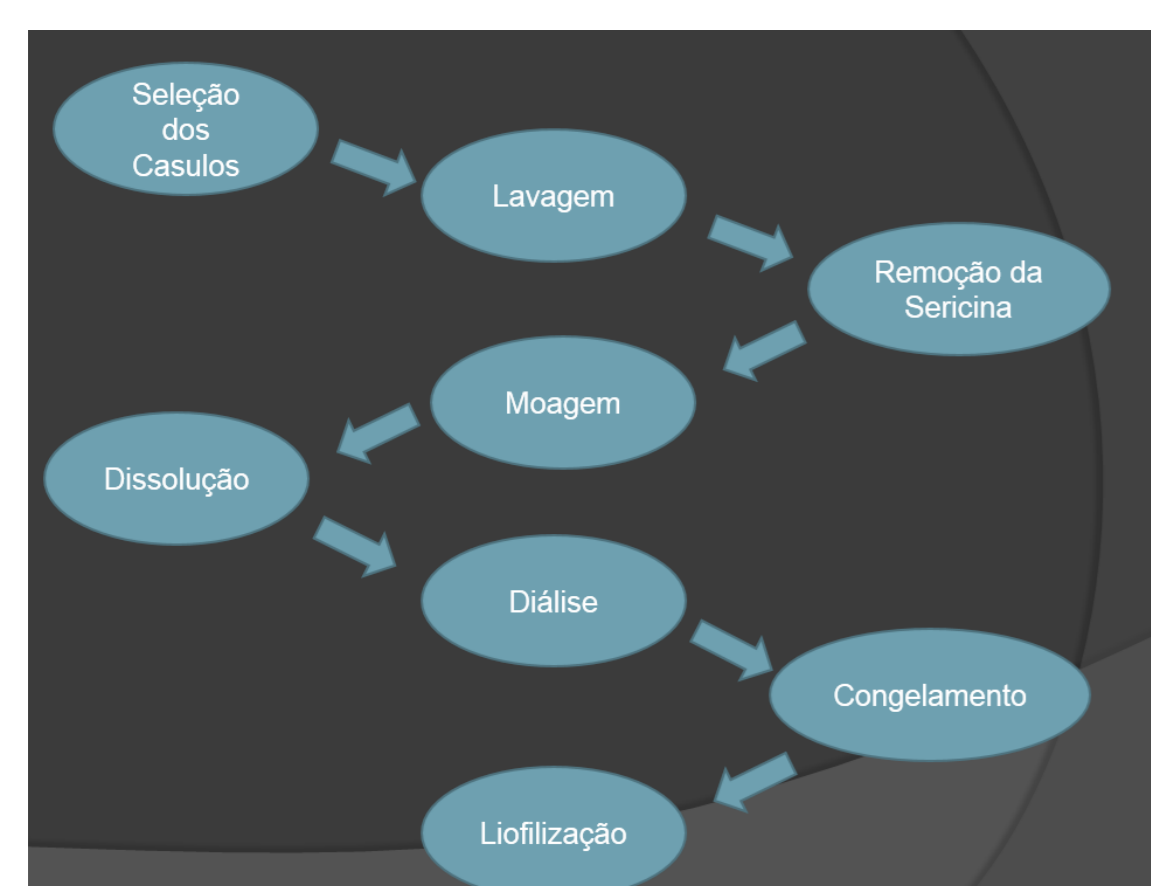 Seleção
dos
Casulos
Lavagem
Remoção da
Sericina
Moagem
Dissolução
Diálise
Congelamento
Liofilização